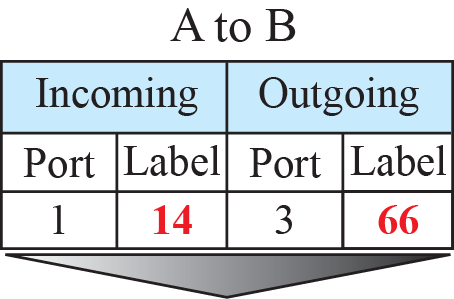 A to B
Incoming Outgoing
Port Label Port Label
1 14 3 66